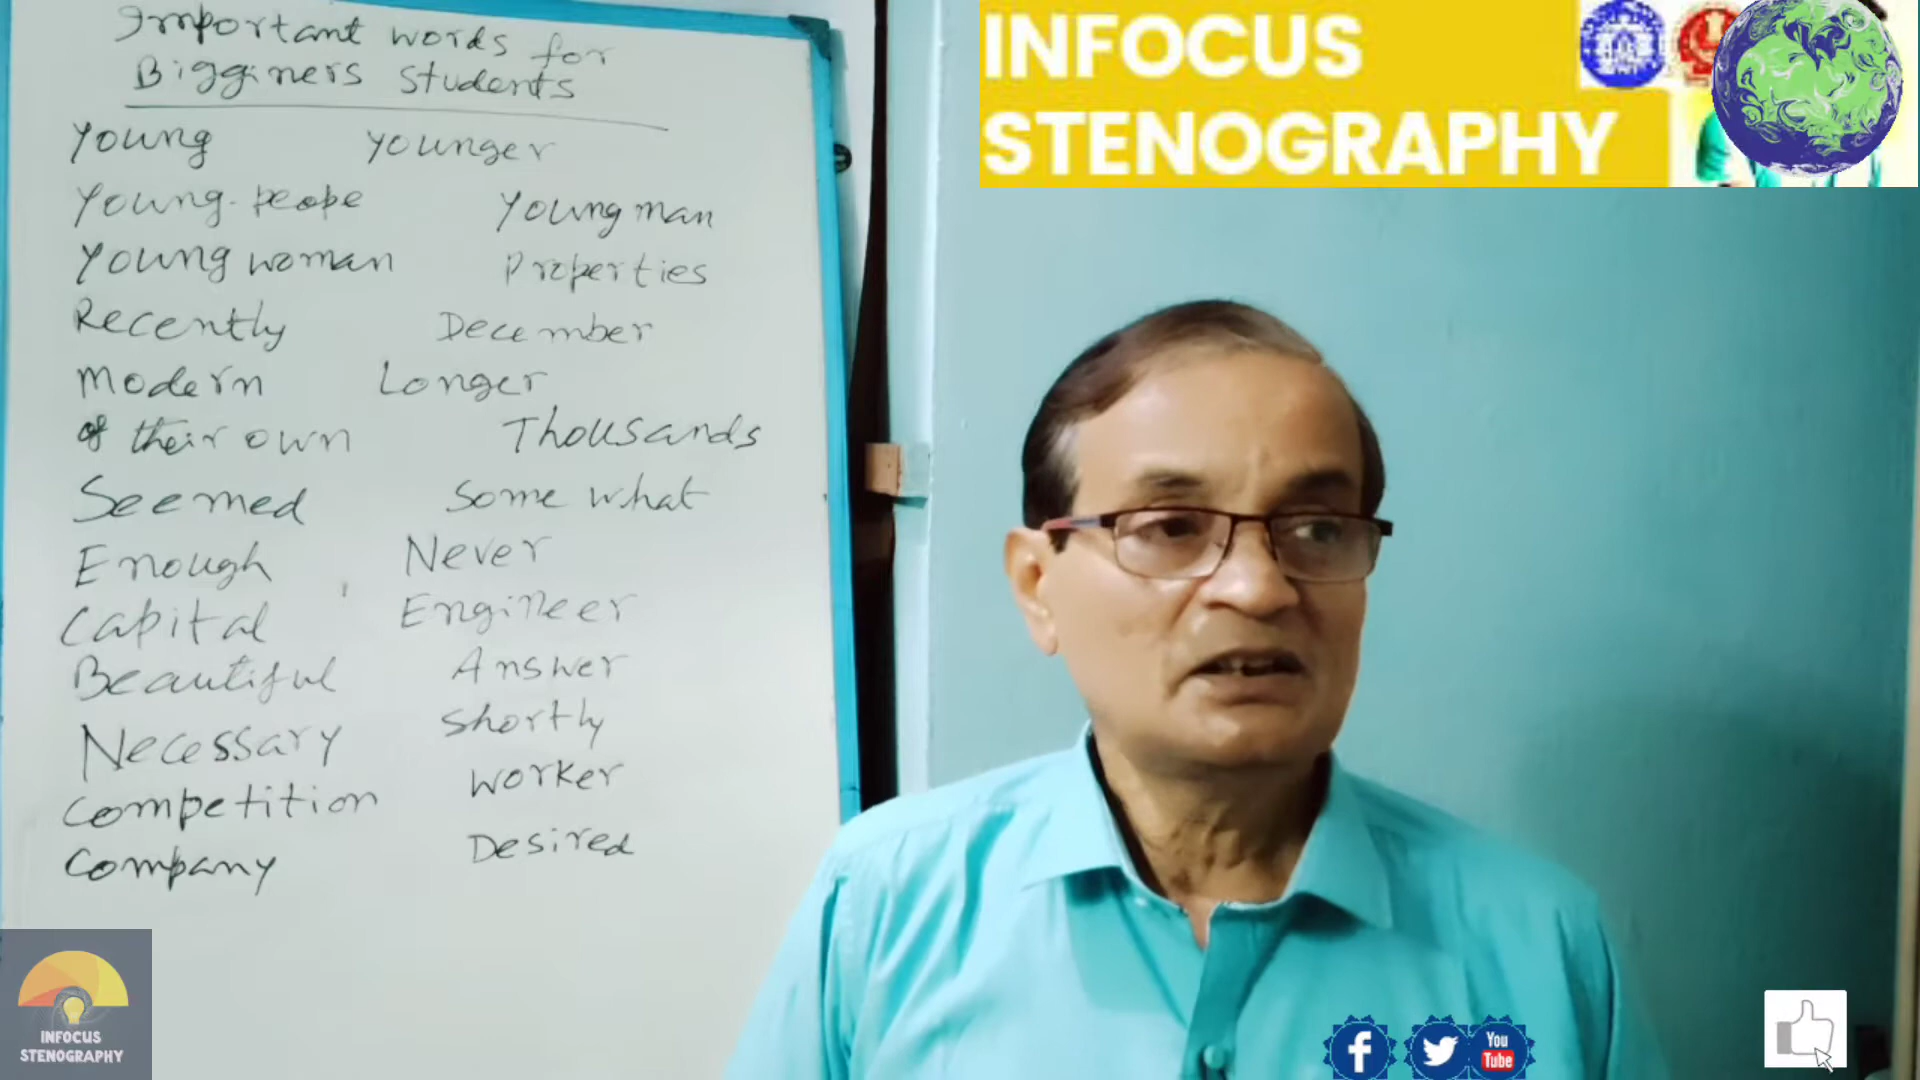 Important words for
Bigginers students
Young Younger
Young-peope Young man
Young woman Properties
Recently December
Modern Longer
of their own Thousands
Seemed Some what
Enough Never
Capital Engineer
Beautiful Answer
Necessary Shortly
Competition Worker
Company Desired
INFOCUS
STENOGRAPHY
INFOCUS
STENOGRAPHY
f
You
Tube